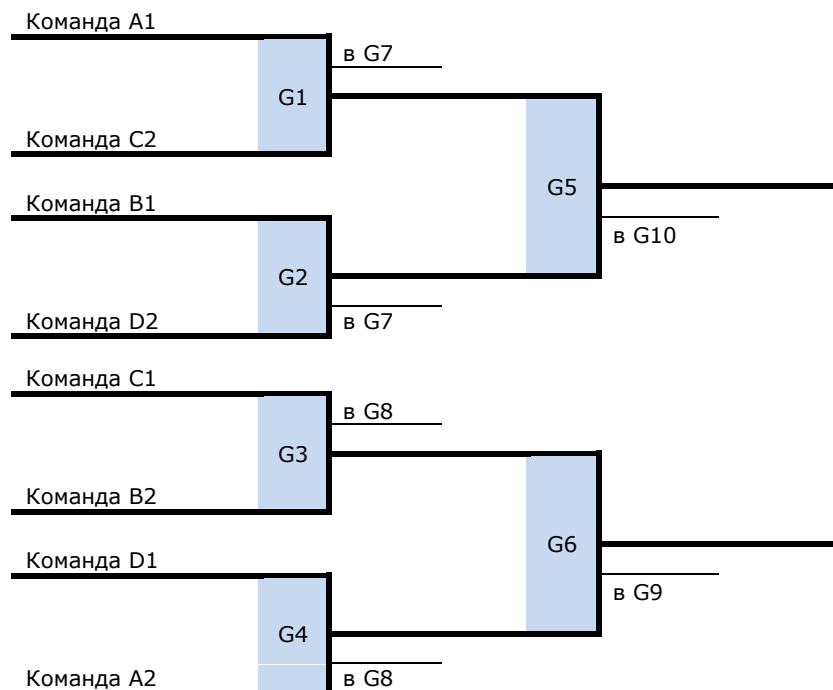 Команда A1
в G7
G1
Команда C2
G5
Команда B1
в G10
G2
Команда D2
в G7
Команда C1
в G8
G3
Команда B2
G6
Команда D1
в G9
G4
Команда A2
в G8